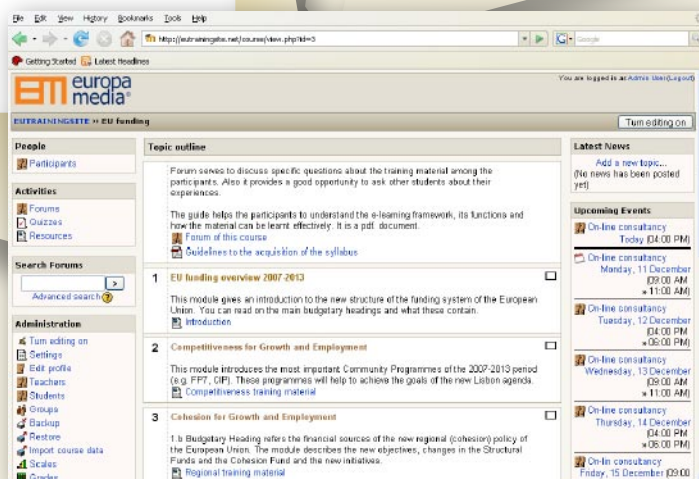 File Edit View History Bookmarks Tools Help
http://eutrainingsite.net/course/view.php?id=3
Google
Getting Started Latest Headlines
europa
media
You are logged in as Admin User (Logout)
EUTRAININGSITE » EU funding
Turn editing on
People
Participants
Activities
Forums
Quizzes
Resources
Search Forums
>
Advanced search ?
Administration
Turn editing on
Settings
Edit profile
Teachers
Students
Groups
Backup
Restore
Import course data
Scales
Grades
Topic outline
Forum serves to discuss specific questions about the training material among the
participants. Also it provides a good opportunity to ask other students about their
experiences.
The guide helps the participants to understand the e-learning framework, its functions and
how the material can be learnt effectively. It is a pdf. document.
Forum of this course
Guidelines to the acquisition of the syllabus
1 EU funding overview 2007-2013
This module gives an introduction to the new structure of the funding system of the European
Union. You can read on the main budgetary headings and what these contain.
Introduction
2 Competitiveness for Growth and Employment
This module introduces the most important Community Programmes of the 2007-2013 period
(e.g. FP7, CIP). These programmes will help to achieve the goals of the new Lisbon agenda.
Competitiveness training material
3 Cohesion for Growth and Employment
1.b Budgetary Heading refers the financial sources of the new regional (cohesion) policy of
the European Union. The module describes the new objectives, changes in the Structural
Funds and the Cohesion Fund and the new initiatives.
Regional training material
Latest News
Add a new topic...
(No news has been posted
yet)
Upcoming Events
On-line consultancy
Today (04:00 PM)
On-line consultancy
Monday, 11 December
(09:00 AM
» 11:00 AM)
On-line consultancy
Tuesday, 12 December
(04:00 PM
» 06:00 PM)
On-line consultancy
Wednesday, 13 December
(09:00 AM
» 11:00 AM)
On-line consultancy
Thursday, 14 December
(04:00 PM
» 06:00 PM)
On-lin consultancy
Friday, 15 December (09:00